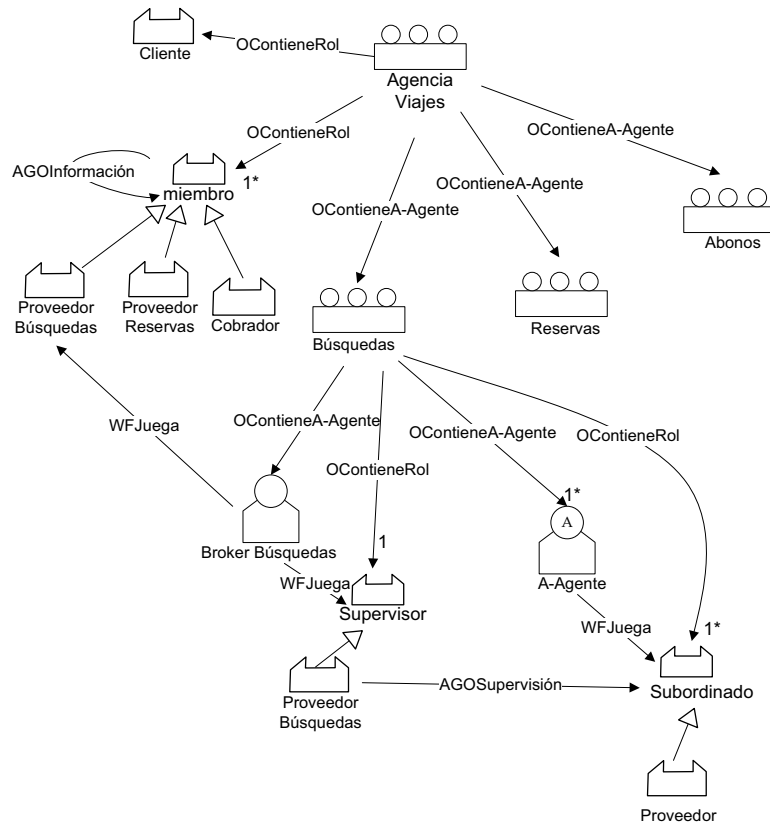 OContieneRol
Cliente
Agencia
Viajes
OContieneRol
OContieneA-Agente
AGOInformación
miembro
1*
OContieneA-Agente
OContieneA-Agente
Abonos
Proveedor
Búsquedas
Proveedor
Reservas
Cobrador
Búsquedas
Reservas
WFJuega
OContieneA-Agente
OContieneA-Agente
OContieneRol
OContieneRol
1*
A
Broker Búsquedas
1
A-Agente
WFJuega
Supervisor
WFJuega
1*
Subordinado
AGOSupervisión
Proveedor
Búsquedas
Proveedor